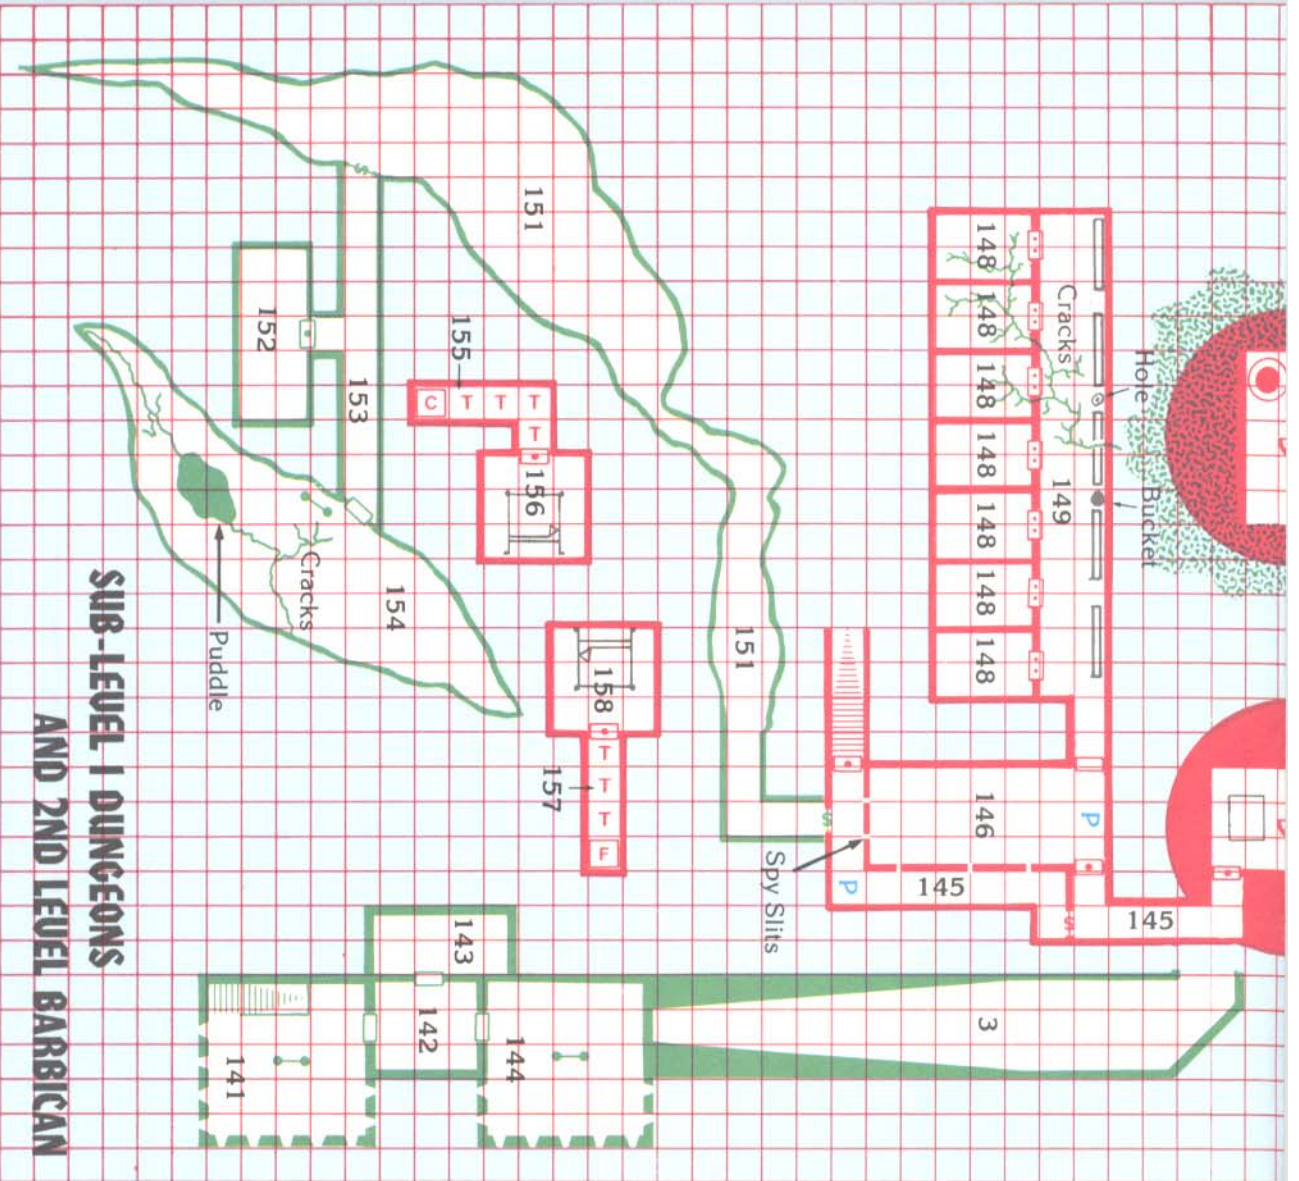 Hole
Bucket
145
P
Cracks
149
S
148
148
148
148
148
148
148
146
3
145
P
S
Spy Slits
151
151
158
T
T
T
F
157
156
T
T
T
T
C
155
144
143
142
154
153
S
Cracks
152
Puddle
141
SUB-LEVEL I DUNGEONS
AND 2ND LEVEL BARBICAN